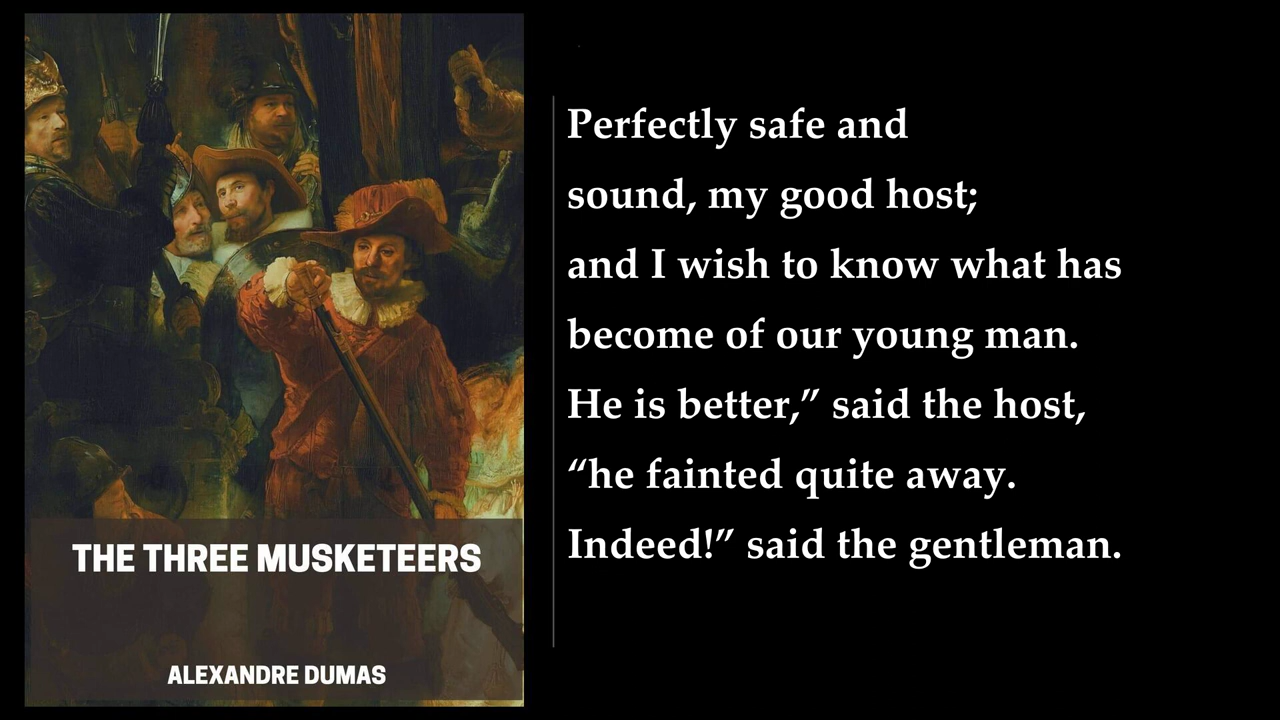 THE THREE MUSKETEERS
ALEXANDRE DUMAS
Perfectly safe and
sound, my good host;
and I wish to know what has
become of our young man.
He is better,” said the host,
“he fainted quite away.
Indeed!” said the gentleman.